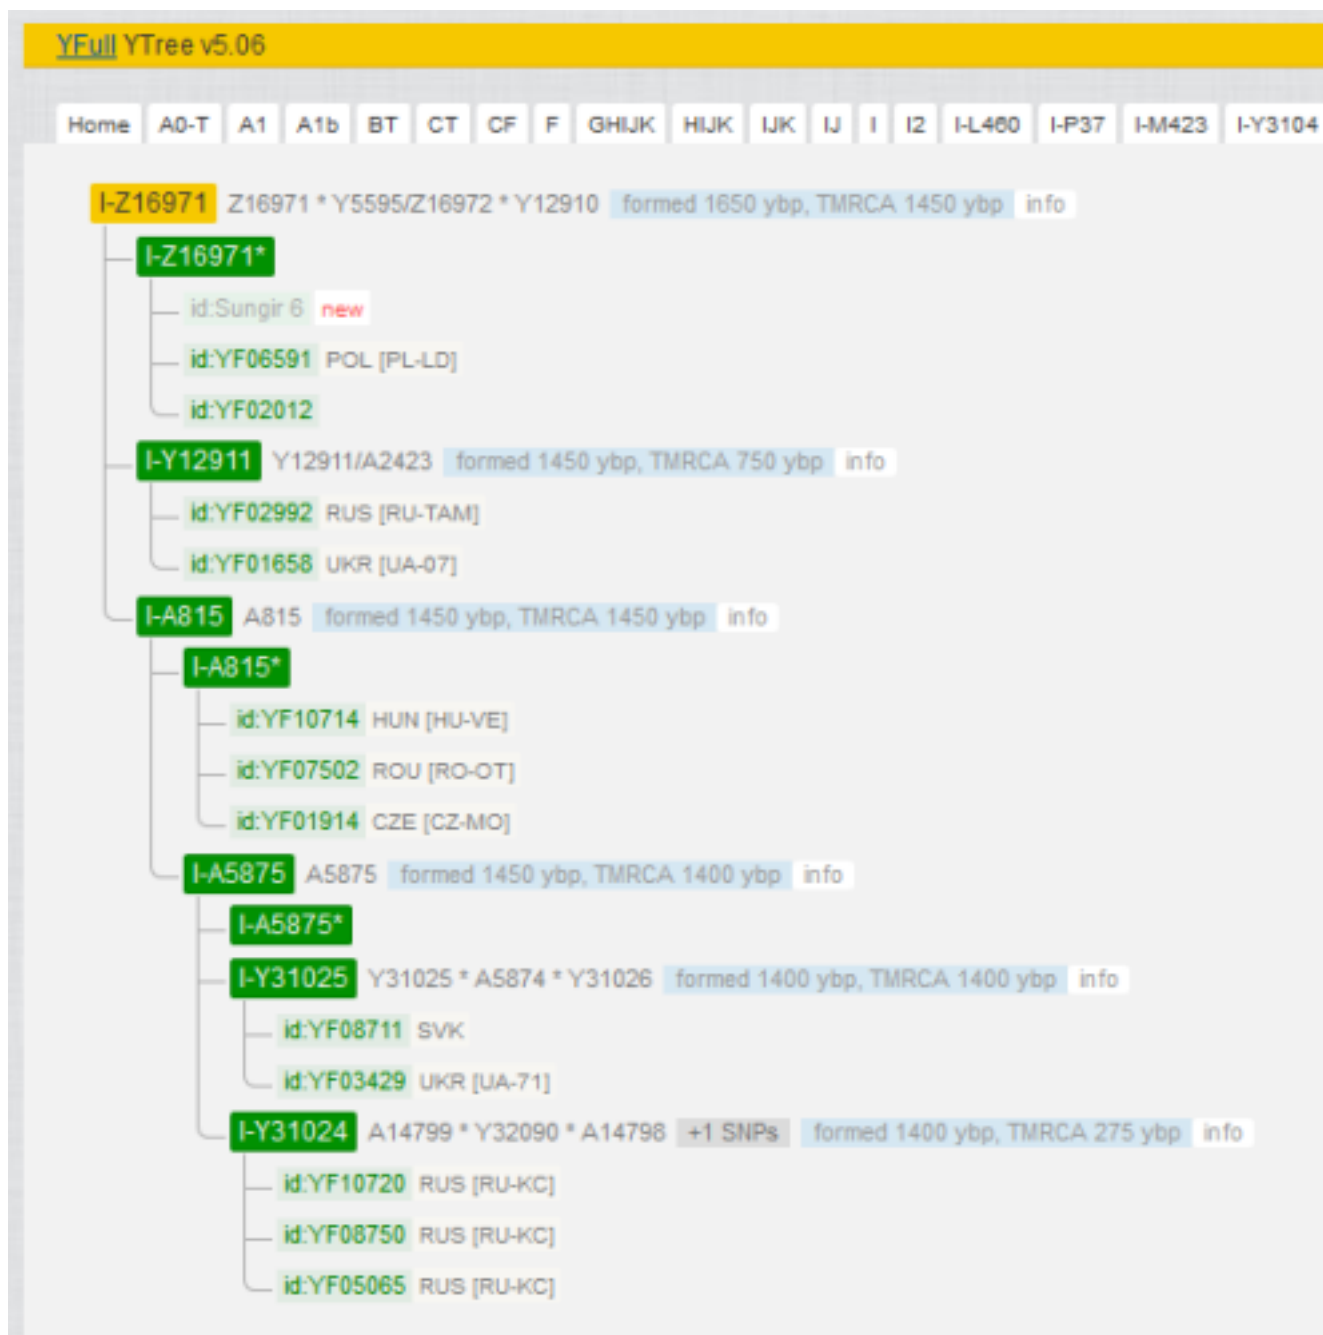 YFull YTree v5.06
Home A0-T A1 A1b BT CT CF F GHIJK HIJK IJK IJ I I2 I-L460 I-P37 I-M423 I-Y3104
I-Z16971 Z16971 * Y5595/Z16972 * Y12910 formed 1650 ybp, TMRCA 1450 ybp info
I-Z16971*
id:Sungir 6 new
id:YF06591 POL [PL-LD]
id:YF02012
I-Y12911 Y12911/A2423 formed 1450 ybp, TMRCA 750 ybp info
id:YF02992 RUS [RU-TAM]
id:YF01658 UKR [UA-07]
I-A815 A815 formed 1450 ybp, TMRCA 1450 ybp info
I-A815*
id:YF10714 HUN [HU-VE]
id:YF07502 ROU [RO-OT]
id:YF01914 CZE [CZ-MO]
I-A5875 A5875 formed 1450 ybp, TMRCA 1400 ybp info
I-A5875*
I-Y31025 Y31025 * A5874 * Y31026 formed 1400 ybp, TMRCA 1400 ybp info
id:YF08711 SVK
id:YF03429 UKR [UA-71]
I-Y31024 A14799 * Y32090 * A14798 +1 SNPs formed 1400 ybp, TMRCA 275 ybp info
id:YF10720 RUS [RU-KC]
id:YF08750 RUS [RU-KC]
id:YF05065 RUS [RU-KC]